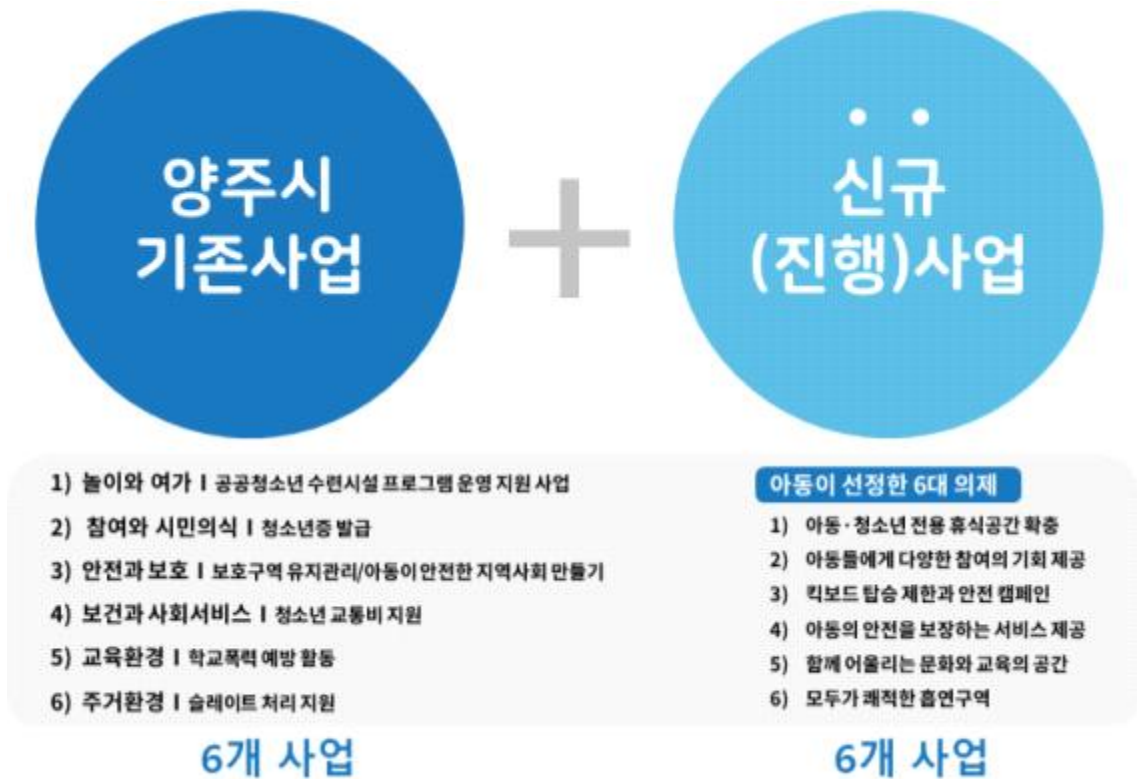 양주시
기존사업
+
신규
(진행)사업
1) 놀이와 여가 I 공공청소년 수련시설 프로그램 운영 지원 사업
2) 참여와 시민의식 I 청소년증 발급
3) 안전과 보호 I 보호구역 유지관리/아동이 안전한 지역사회 만들기
4) 보건과 사회서비스 I 청소년 교통비 지원
5) 교육환경 I 학교폭력 예방 활동
6) 주거환경 I 슬레이트 처리 지원
6개 사업
아동이 선정한 6대 의제
1) 아동·청소년 전용 휴식공간 확충
2) 아동들에게 다양한 참여의 기회 제공
3) 킥보드 탑승 제한과 안전 캠페인
4) 아동의 안전을 보장하는 서비스 제공
5) 함께 어울리는 문화와 교육의 공간
6) 모두가 쾌적한 흡연구역
6개 사업